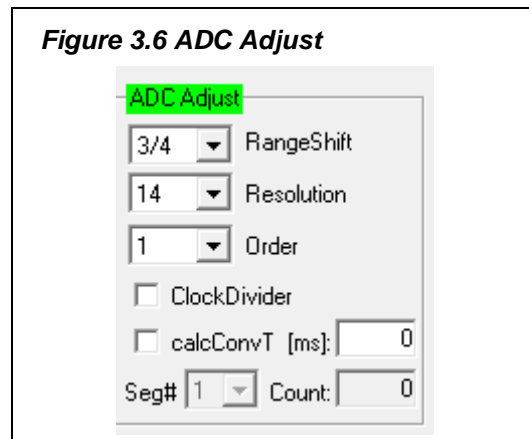 Figure 3.6 ADC Adjust
ADC Adjust
3/4 RangeShift
14 Resolution
1 Order
ClockDivider
calcConvT [ms]: 0
Seg# 1 Count: 0